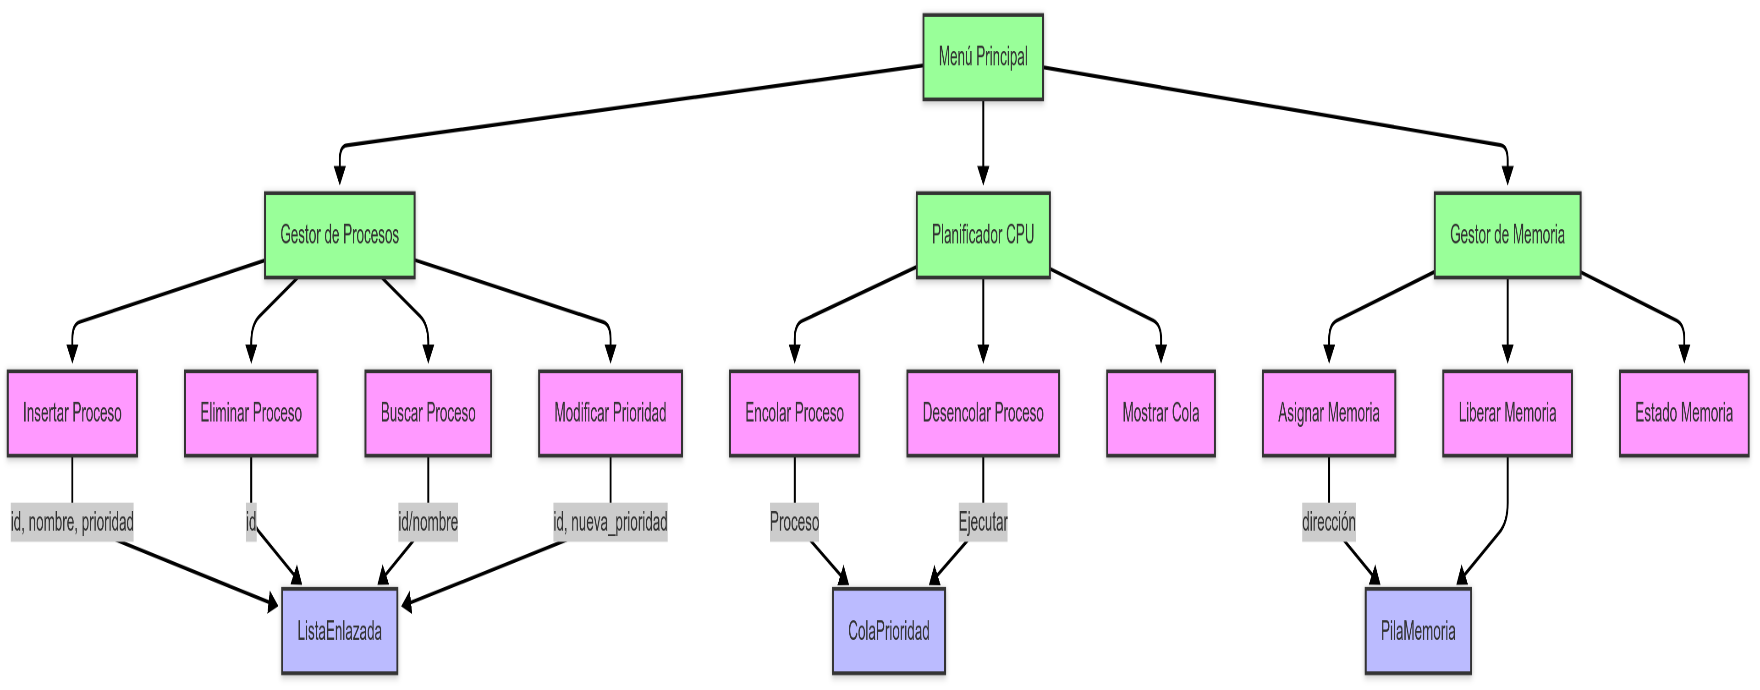 Menú Principal
Gestor de Procesos
Planificador CPU
Gestor de Memoria
Insertar Proceso
Eliminar Proceso
Buscar Proceso
Modificar Prioridad
Encolar Proceso
Desencolar Proceso
Mostrar Cola
Asignar Memoria
Liberar Memoria
Estado Memoria
id, nombre, prioridad
id
id/nombre
id, nueva_prioridad
Proceso
Ejecutar
dirección
ListaEnlazada
ColaPrioridad
PilaMemoria